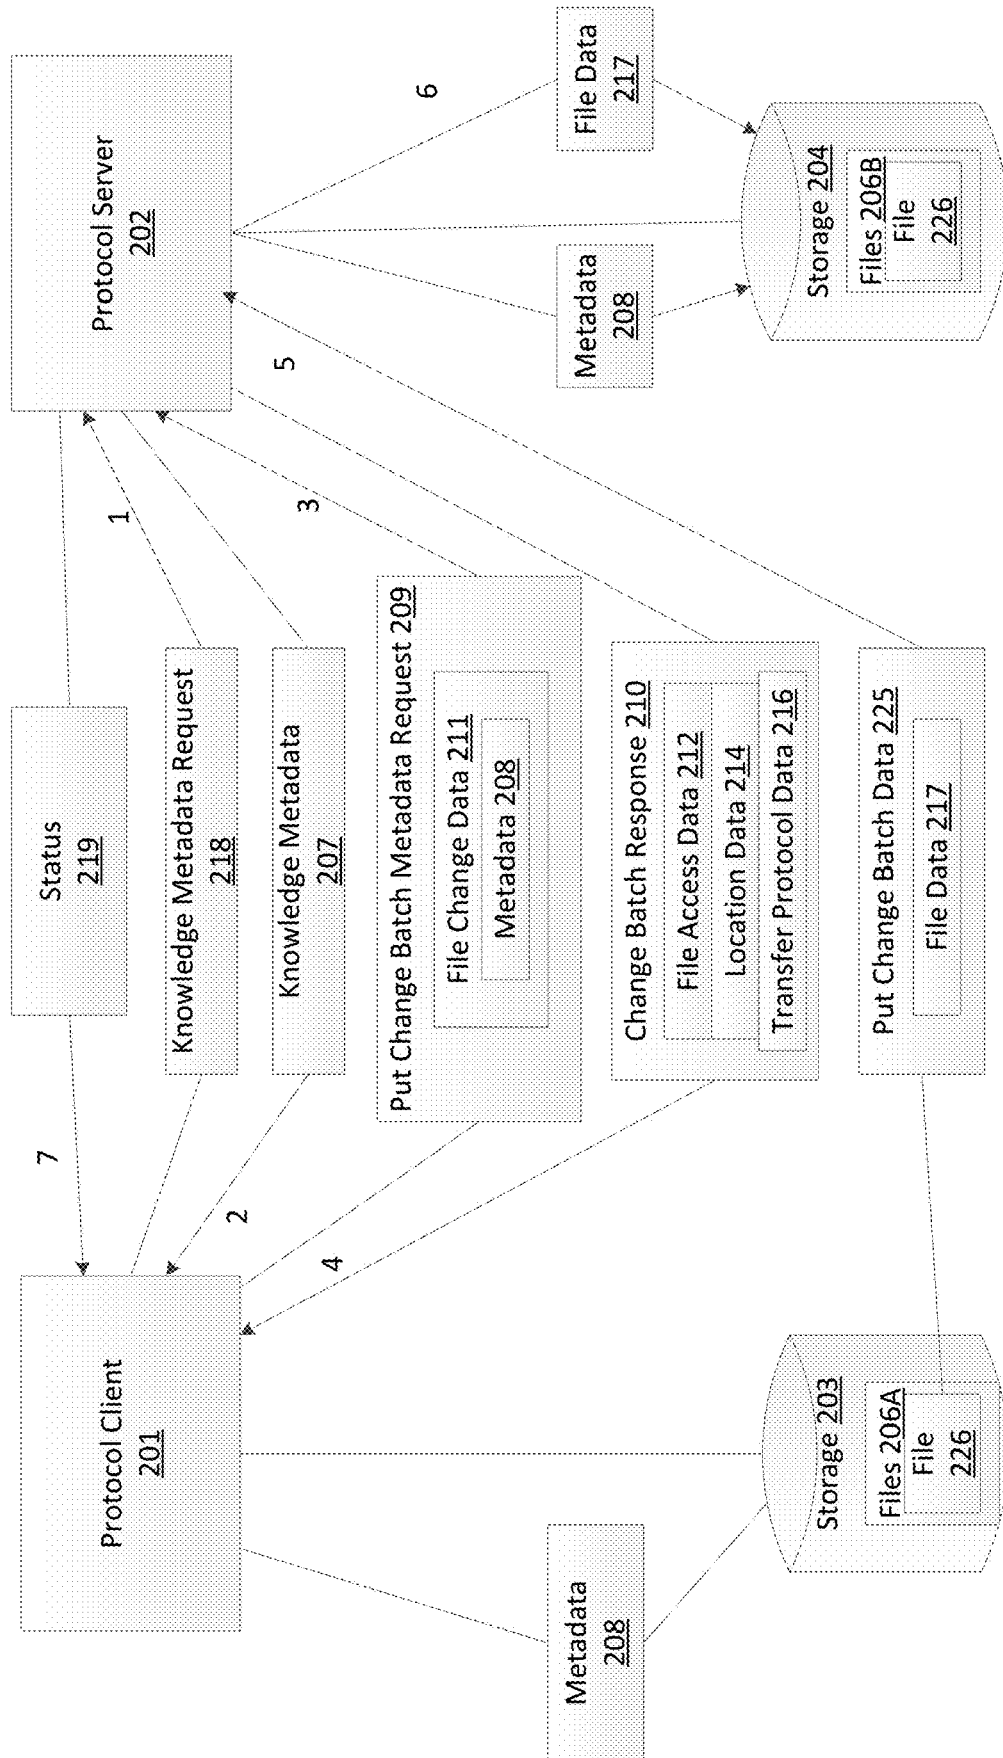 Protocol Client
201
Metadata
208
Storage 203
Files 206A
File
226
7
2
4
Status
219
Knowledge Metadata Request
218
Knowledge Metadata
207
Put Change Batch Metadata Request 209
File Change Data 211
Metadata 208
Change Batch Response 210
File Access Data 212
Location Data 214
Transfer Protocol Data 216
Put Change Batch Data 225
File Data 217
1
3
5
Protocol Server
202
6
Metadata
208
File Data
217
Storage 204
Files 206B
File
226